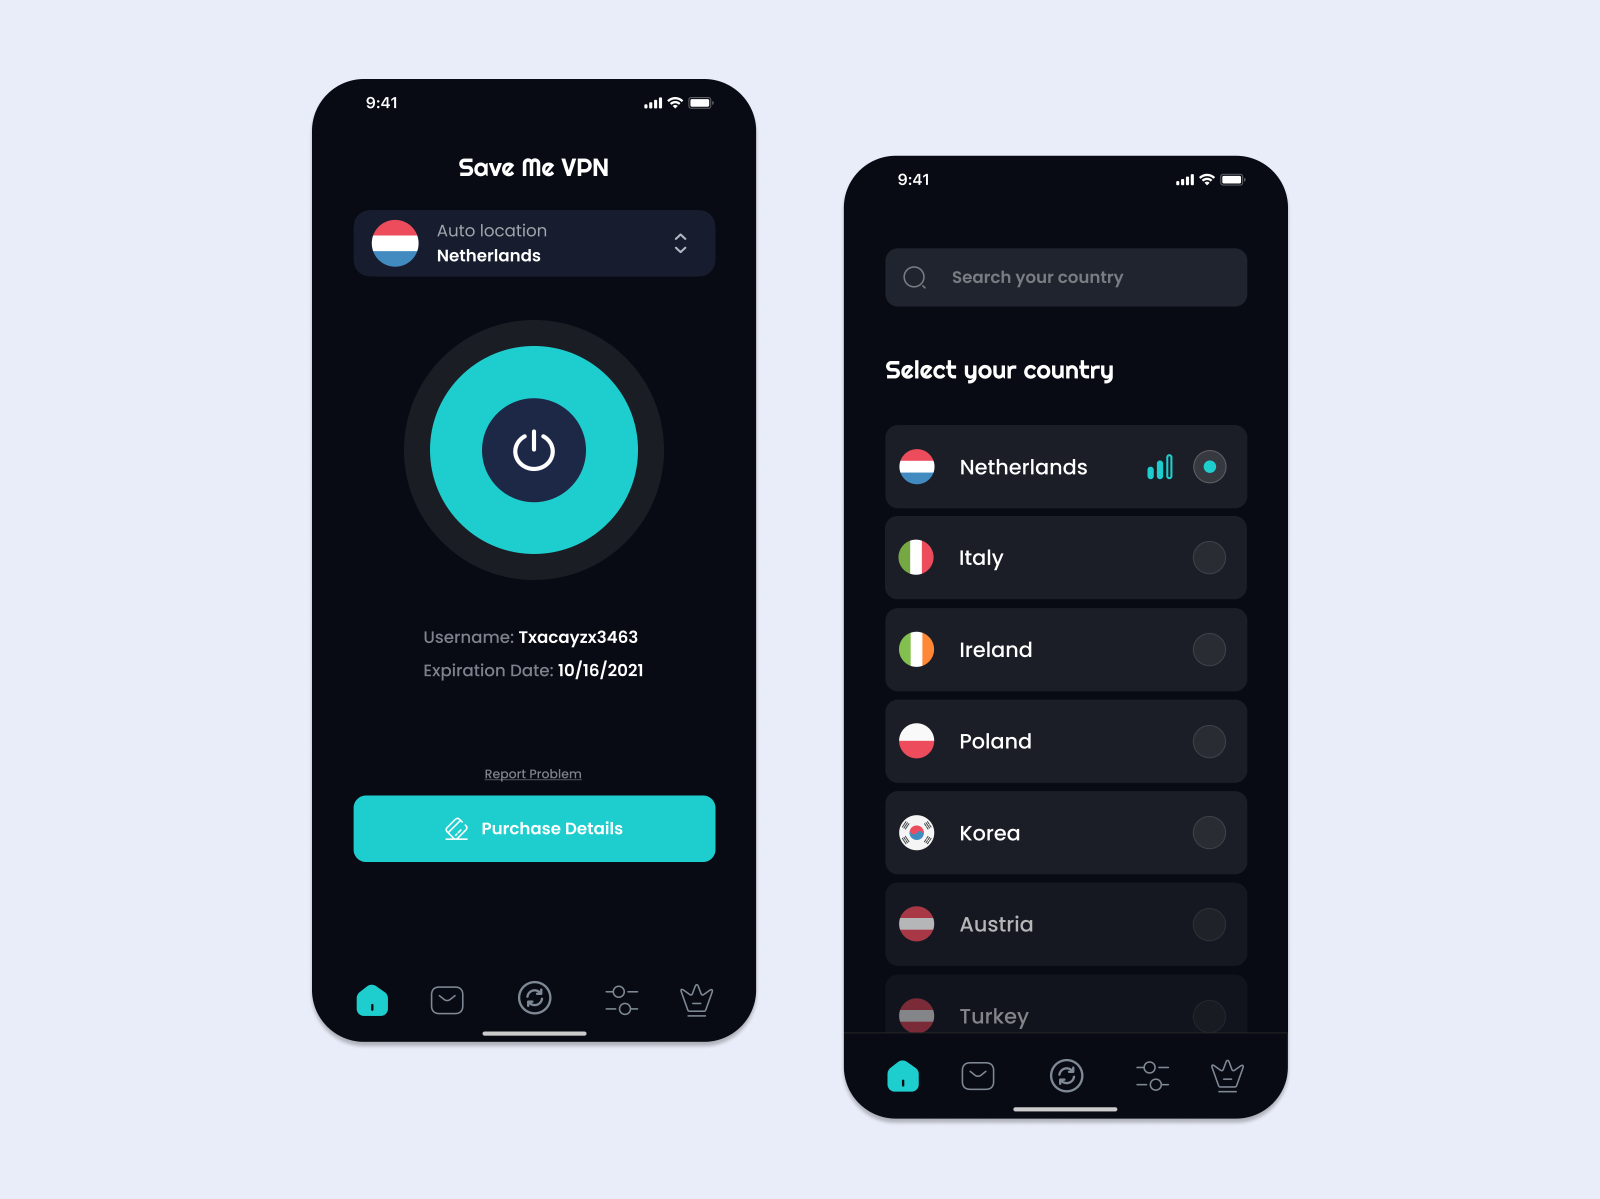 9:41
Save Me VPN
Auto location
Netherlands
Username: Txacayzx3463
Expiration Date: 10/16/2021
Report Problem
Purchase Details
9:41
Search your country
Select your country
Netherlands
Italy
Ireland
Poland
Korea
Austria
Turkey